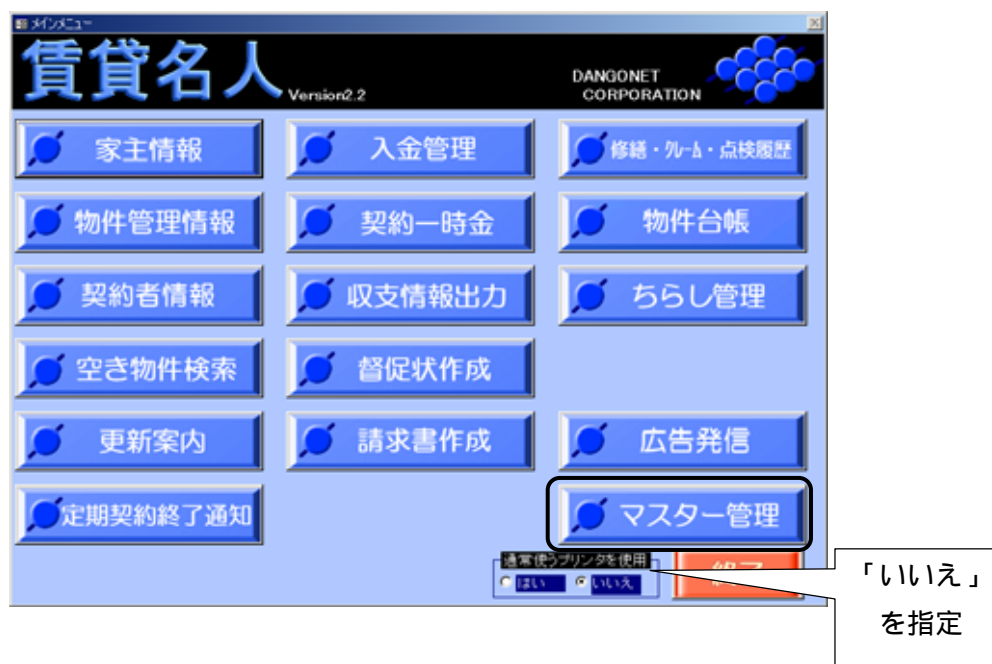 メインメニュー
賃貸名人
Version2.2
DANGONET
CORPORATION
家主情報
入金管理
修繕・クレーム・点検履歴
物件管理情報
契約一時金
物件台帳
契約者情報
収支情報出力
ちらし管理
空き物件検索
督促状作成
更新案内
請求書作成
広告発信
定期契約終了通知
マスター管理
通常使うプリンタを使用
はい
いいえ
終了
「いいえ」
を指定